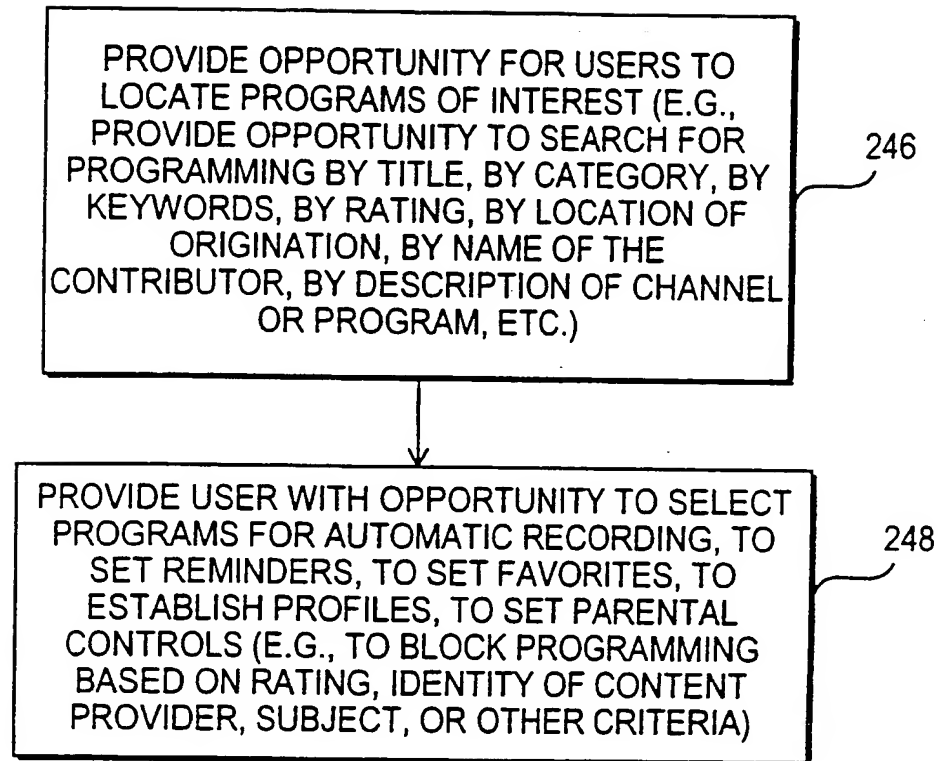 PROVIDE OPPORTUNITY FOR USERS TO
LOCATE PROGRAMS OF INTEREST (E.G.,
PROVIDE OPPORTUNITY TO SEARCH FOR
PROGRAMMING BY TITLE, BY CATEGORY, BY
KEYWORDS, BY RATING, BY LOCATION OF
ORIGINATION, BY NAME OF THE
CONTRIBUTOR, BY DESCRIPTION OF CHANNEL
OR PROGRAM, ETC.)
246
PROVIDE USER WITH OPPORTUNITY TO SELECT
PROGRAMS FOR AUTOMATIC RECORDING, TO
SET REMINDERS, TO SET FAVORITES, TO
ESTABLISH PROFILES, TO SET PARENTAL
CONTROLS (E.G., TO BLOCK PROGRAMMING
BASED ON RATING, IDENTITY OF CONTENT
PROVIDER, SUBJECT, OR OTHER CRITERIA)
248